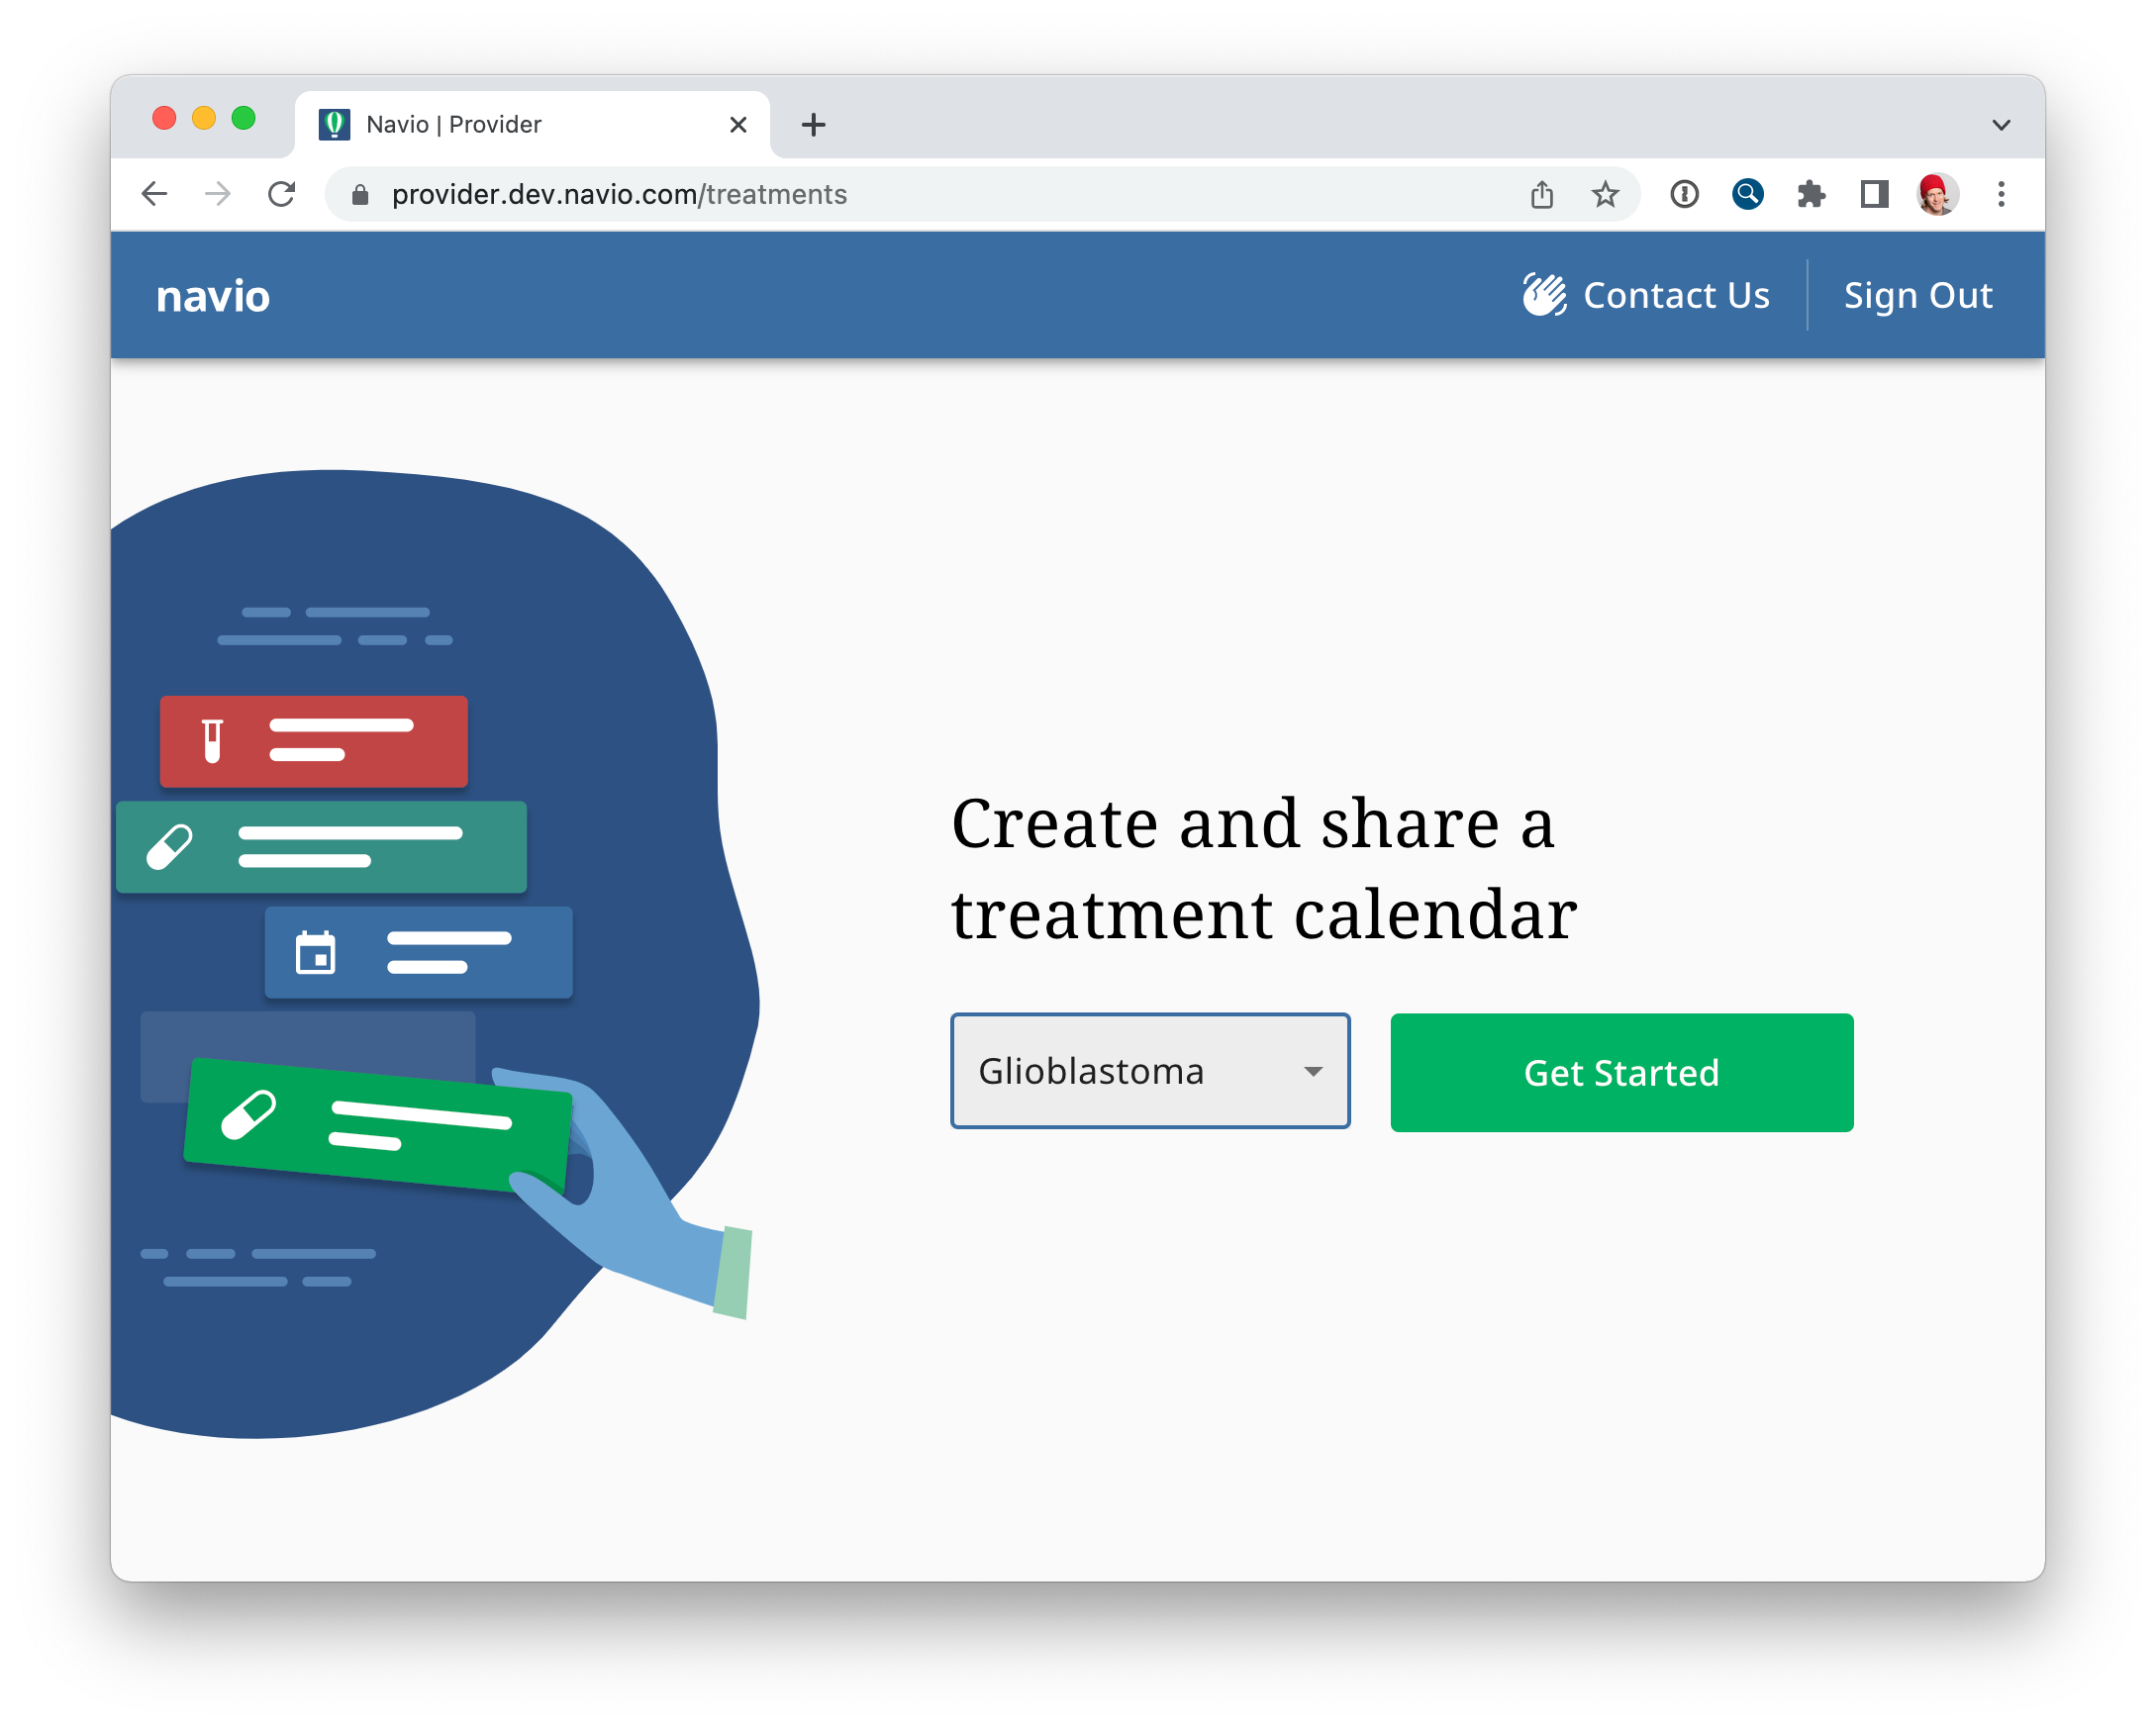 Navio | Provider
provider.dev.navio.com/treatments
navio
Contact Us
Sign Out
Create and share a
treatment calendar
Glioblastoma
Get Started